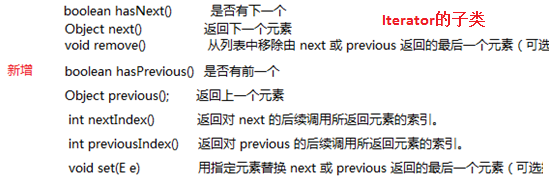 boolean hasNext() 是否有下一个
Iterator的子类
Object next() 返回下一个元素
void remove() 从列表中移除由 next 或 previous 返回的最后一个元素（可选
新增 boolean hasPrevious() 是否有前一个
Object previous(); 返回上一个元素
int nextIndex() 返回对 next 的后续调用所返回元素的索引。
int previousIndex() 返回对 previous 的后续调用所返回元素的索引。
void set(E e) 用指定元素替换 next 或 previous 返回的最后一个元素（可选